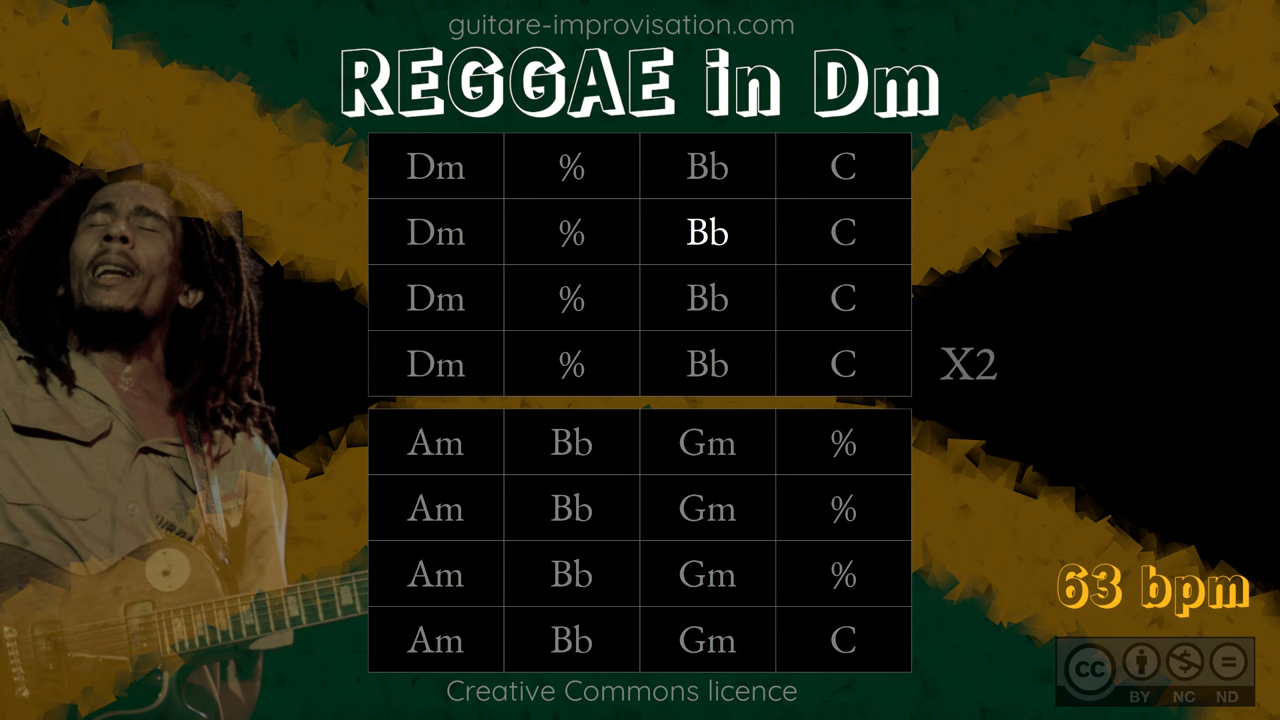 guitare-improvisation.com
REGGAE in Dm
Dm % Bb C
Dm % Bb C
Dm % Bb C
Dm % Bb C X2
Am Bb Gm %
Am Bb Gm %
Am Bb Gm %
Am Bb Gm C
63 bpm
cc
BY NC ND
Creative Commons licence